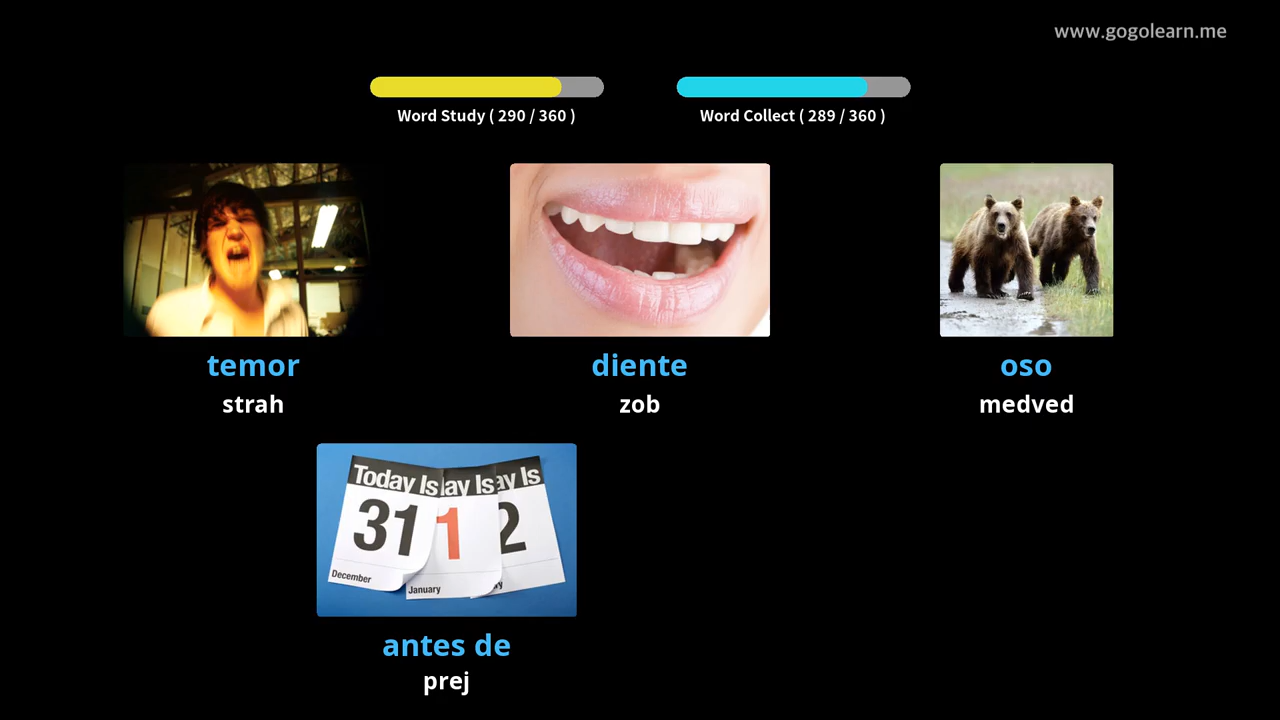 www.gogolearn.me
Word Study ( 290 / 360 )
Word Collect ( 289 / 360 )
temor
strah
diente
zob
oso
medved
Today Is
ay Is
ay Is
31
1
2
December
January
antes de
prej